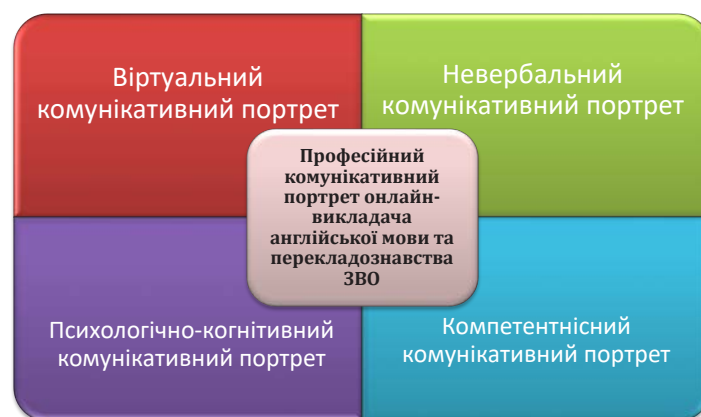 Віртуальний
комунікативний портрет
Невербальний
комунікативний портрет
Професійний
комунікативний
портрет онлайн-
викладача
англійської мови та
перекладознавства
ЗВО
Психологічно-когнітивний
комунікативний портрет
Компетентнісний
комунікативний портрет